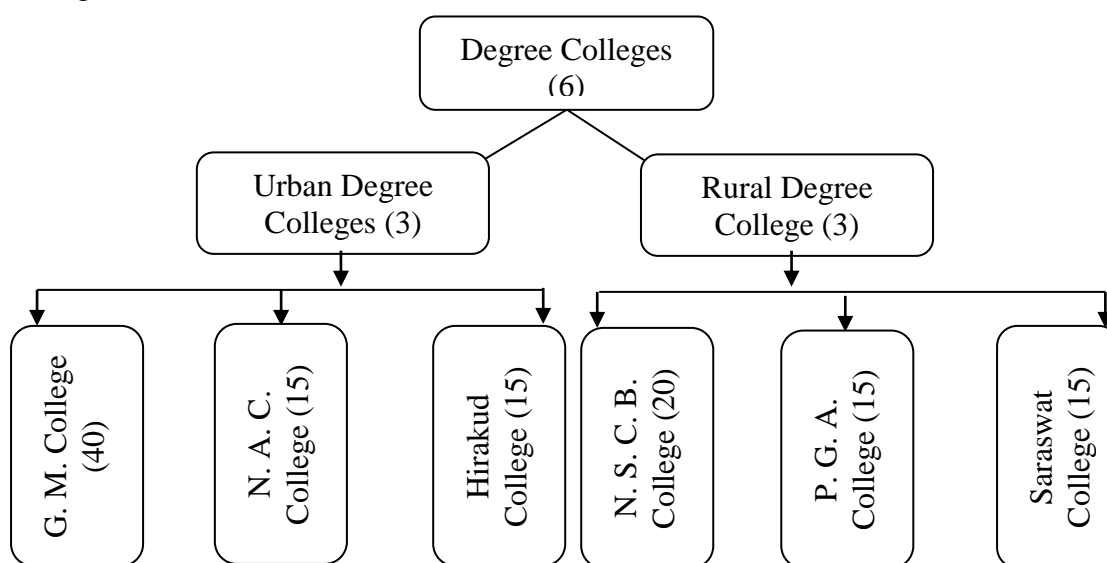 Degree Colleges
(6)
Urban Degree
Colleges (3)
Rural Degree
College (3)
G. M. College
(40)
N. A. C.
College (15)
Hirakud
College (15)
N. S. C. B.
College (20)
P. G. A.
College (15)
Saraswat
College (15)